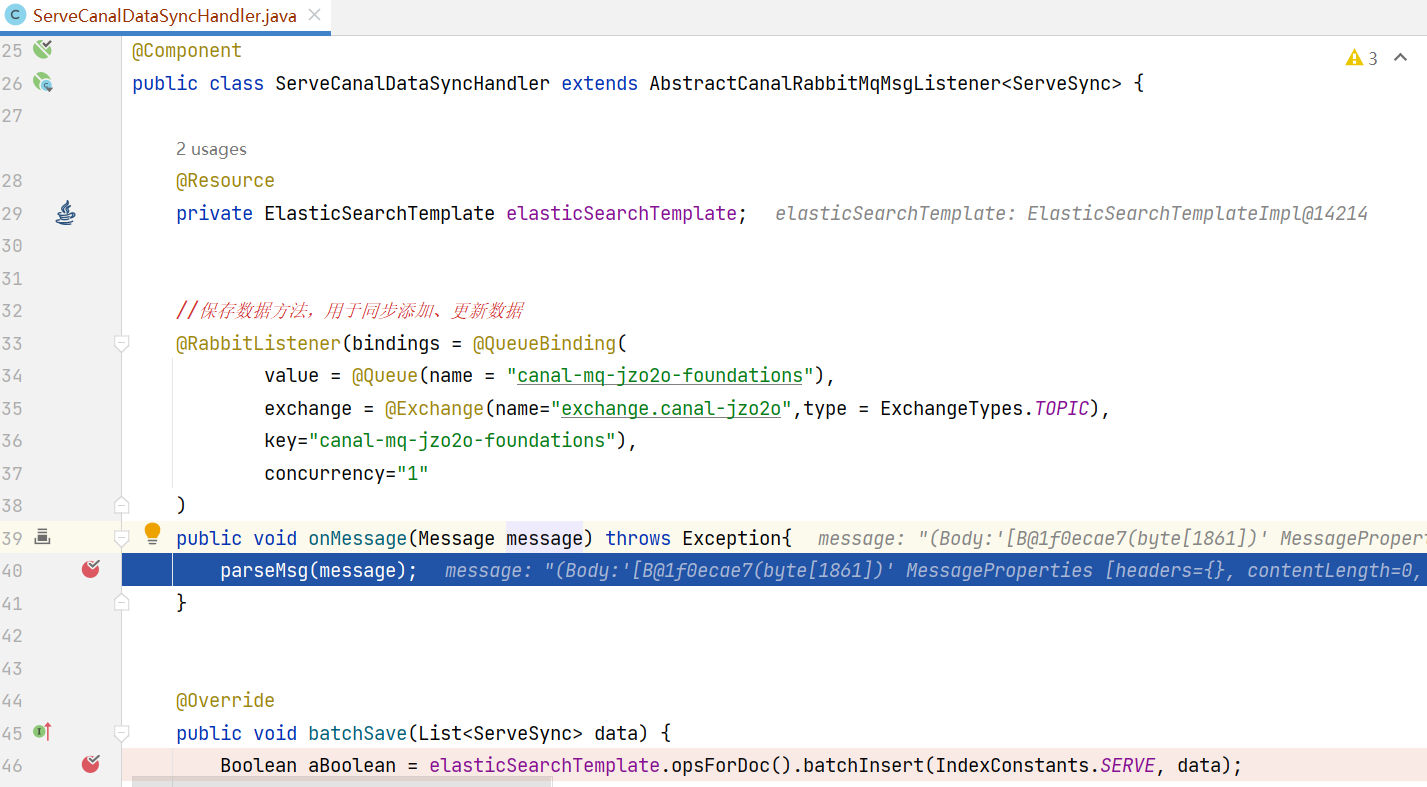 ServeCanalDataSyncHandler.java
25 @Component
3
26 public class ServeCanalDataSyncHandler extends AbstractCanalRabbitMqMsgListener<ServeSync> {
27
2 usages
28 @Resource
29 private ElasticSearchTemplate elasticSearchTemplate; elasticSearchTemplate: ElasticSearchTemplateImpl@14214
30
31
32 //保存数据方法，用于同步添加、更新数据
33 @RabbitListener(bindings = @QueueBinding(
34 value = @Queue(name = "canal-mq-jzo2o-foundations"),
35 exchange = @Exchange(name="exchange.canal-jzo2o",type = ExchangeTypes.TOPIC),
36 key="canal-mq-jzo2o-foundations"),
37 concurrency="1"
38 )
39 public void onMessage(Message message) throws Exception{ message: "(Body:'[B@1f0ecae7(byte[1861])' MessagePropert
40 parseMsg(message); message: "(Body:'[B@1f0ecae7(byte[1861])' MessageProperties [headers={}, contentLength=0,
41 }
42
43
44 @Override
45 public void batchSave(List<ServeSync> data) {
46 Boolean aBoolean = elasticSearchTemplate.opsForDoc().batchInsert(IndexConstants.SERVE, data);